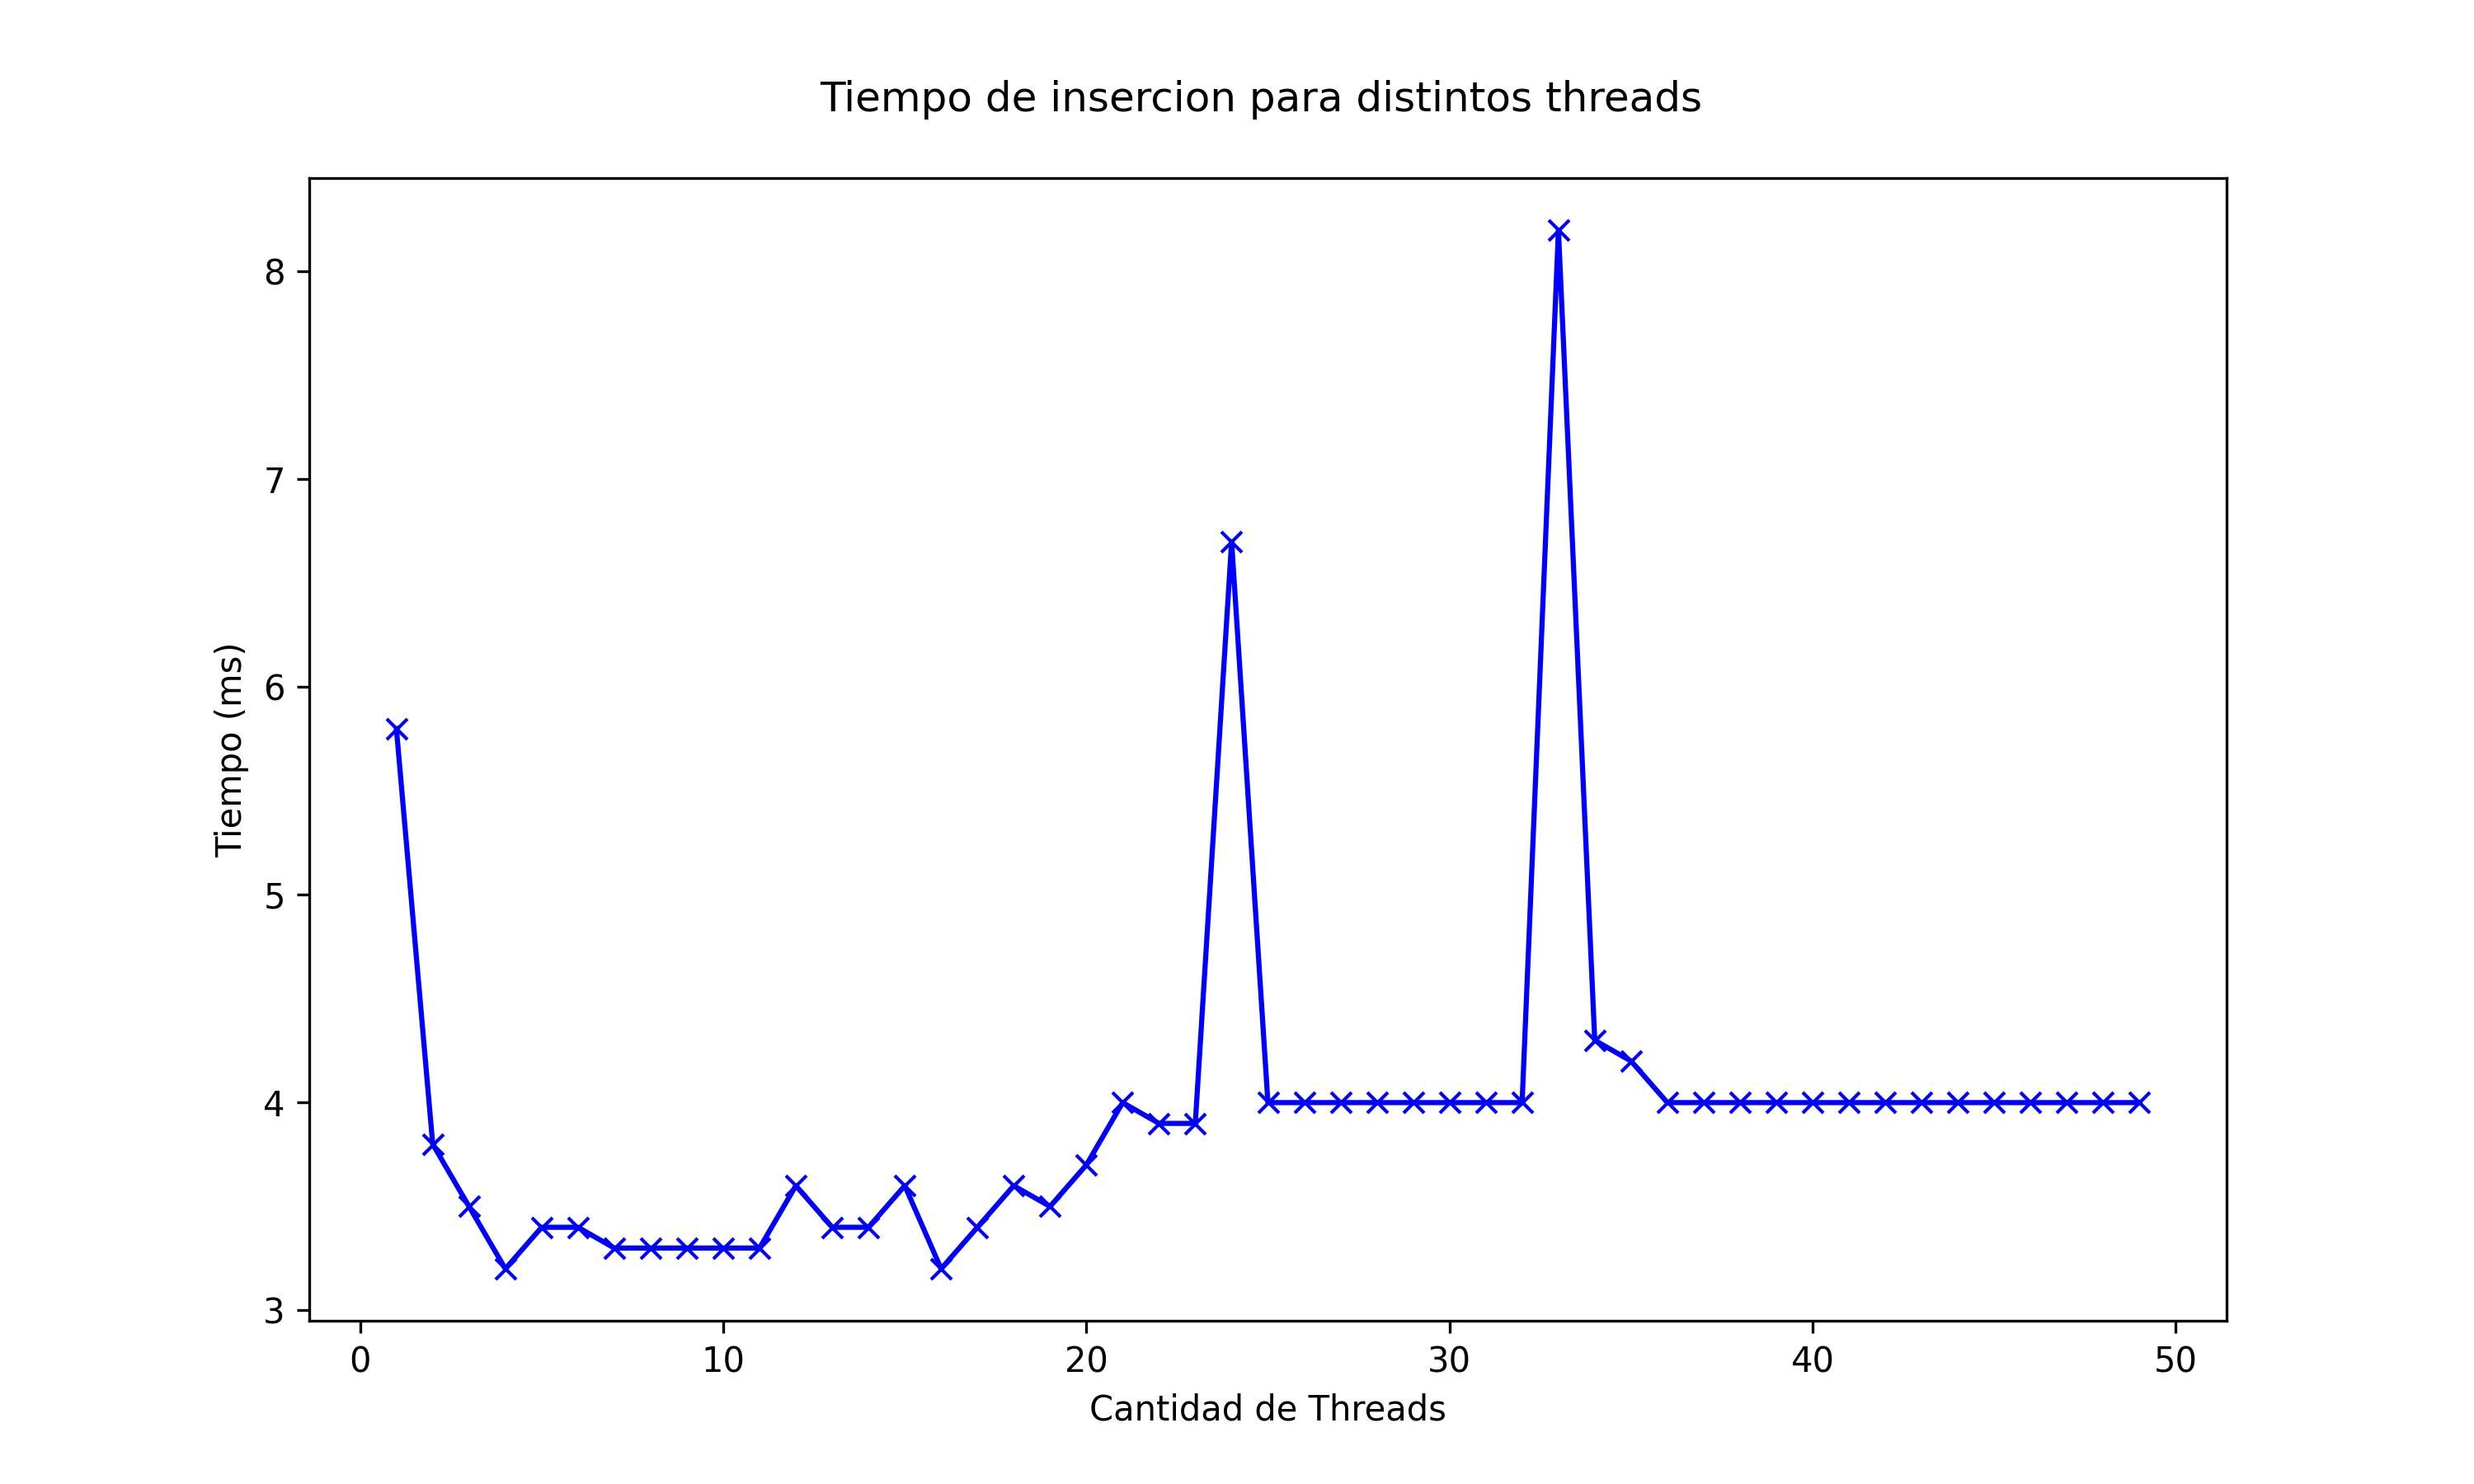 Tiempo de insercion para distintos threads
8
7
6
5
4
3
Tiempo (ms)
0 10 20 30 40 50
Cantidad de Threads